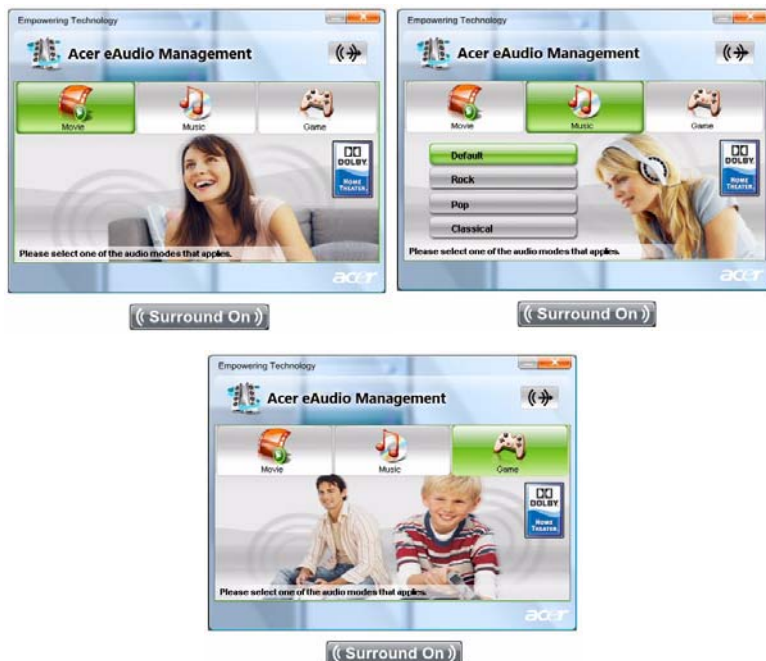 Empowering Technology
Acer eAudio Management
Movie
Music
Game
DOLBY
HOME
THEATER
Please select one of the audio modes that applies.
acer
Surround On
Empowering Technology
Acer eAudio Management
Movie
Music
Game
Default
Rock
Pop
Classical
DOLBY
HOME
THEATER
Please select one of the audio modes that applies.
acer
Surround On
Empowering Technology
Acer eAudio Management
Movie
Music
Game
DOLBY
HOME
THEATER
Please select one of the audio modes that applies.
acer
Surround On